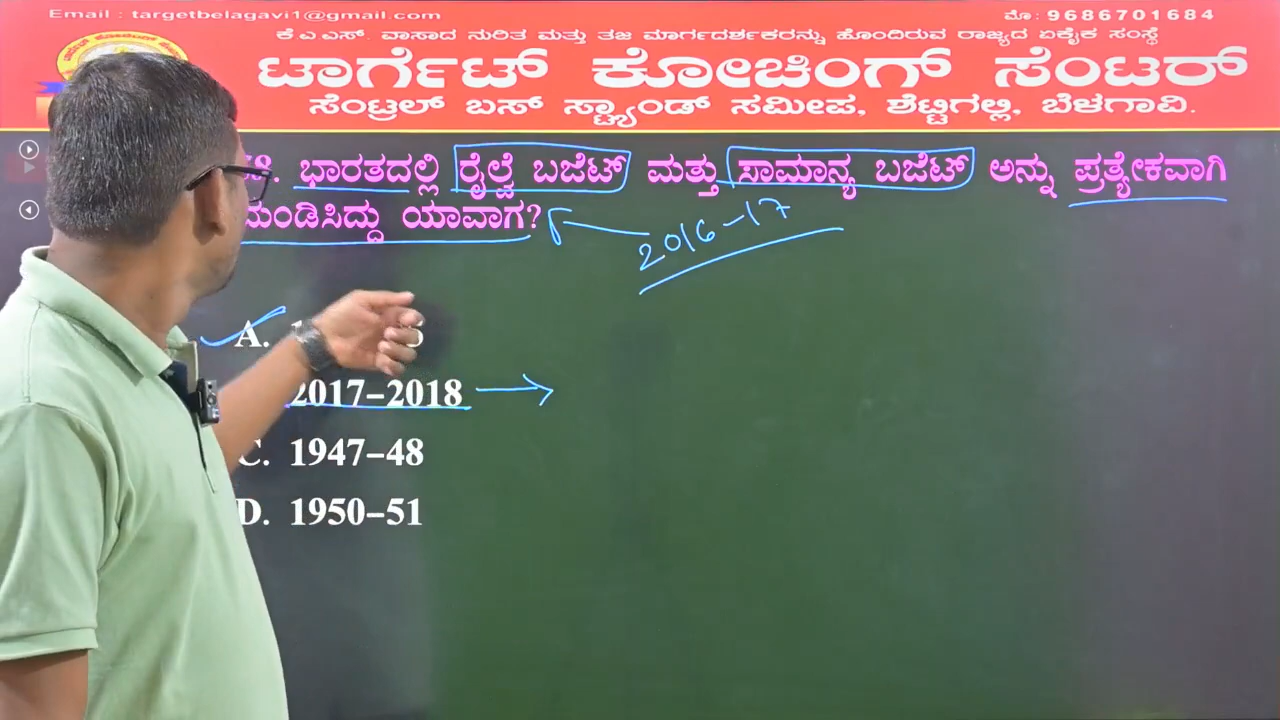 Email : targetbelagavi1@gmail.com ಮೊ: 9686701684
ಕೆ.ಎ.ಎಸ್. ವಾಸಾದ ನುರಿತ ಮತ್ತು ತಜ್ಞ ಮಾರ್ಗದರ್ಶಕರನ್ನು ಹೊಂದಿರುವ ರಾಜ್ಯದ ಏಕೈಕ ಸಂಸ್ಥೆ
ಟಾರ್ಗೆಟ್ ಕೋಚಿಂಗ್ ಸೆಂಟರ್
ಸೆಂಟ್ರಲ್ ಬಸ್ ಸ್ಟ್ಯಾಂಡ್ ಸಮೀಪ, ಶೆಟ್ಟಿಗಲ್ಲಿ, ಬೆಳಗಾವಿ.
8. ಭಾರತದಲ್ಲಿ ರೈಲ್ವೆ ಬಜೆಟ್ ಮತ್ತು ಸಾಮಾನ್ಯ ಬಜೆಟ್ ಅನ್ನು ಪ್ರತ್ಯೇಕವಾಗಿ
ಮಂಡಿಸಿದ್ದು ಯಾವಾಗ?
2016-17
A.
2017–2018
C. 1947–48
D. 1950–51